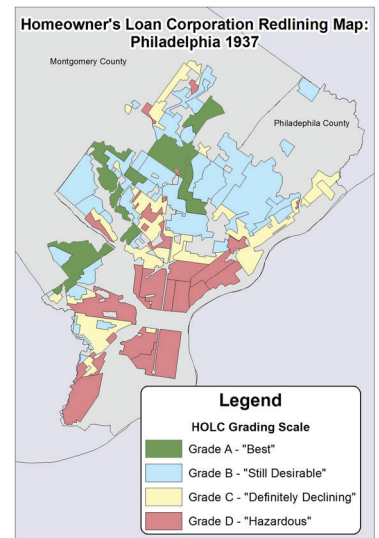 Homeowner's Loan Corporation Redlining Map:
Philadelphia 1937
Montgomery County
Philadephila County
Legend
HOLC Grading Scale
Grade A - "Best"
Grade B - "Still Desirable"
Grade C - "Definitely Declining"
Grade D - "Hazardous"